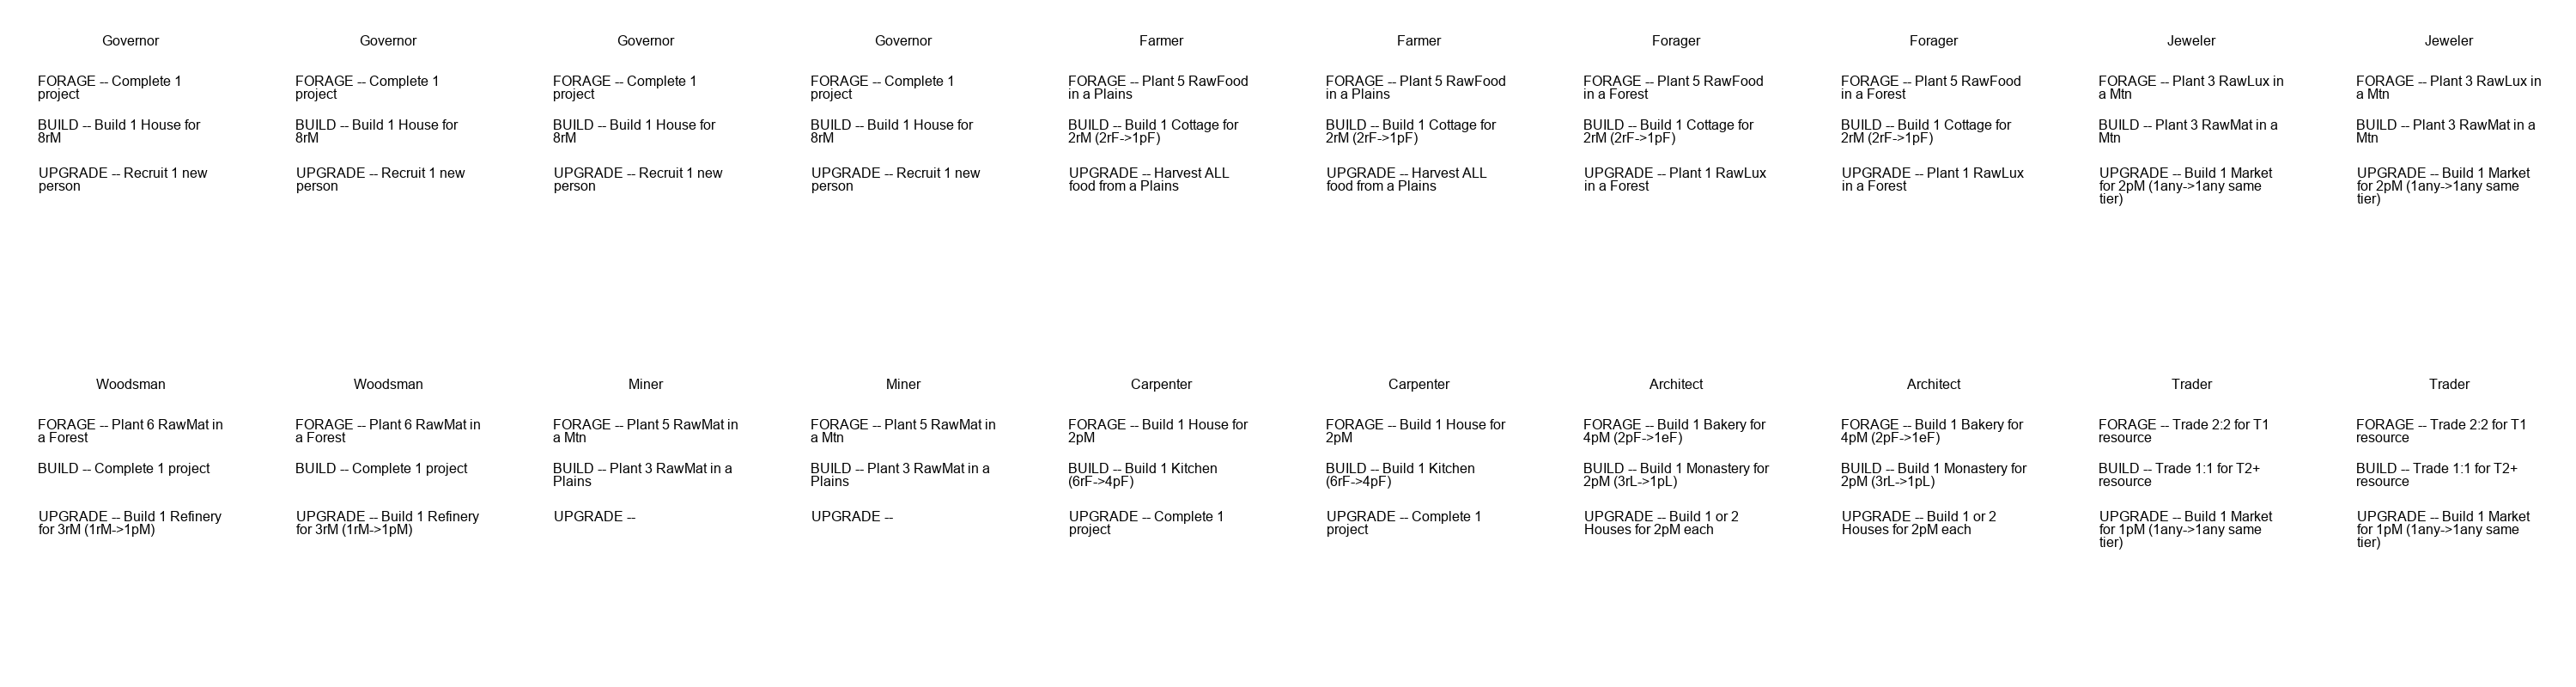 Governor
FORAGE -- Complete 1
project
BUILD -- Build 1 House for
8rM
UPGRADE -- Recruit 1 new
person
Governor
FORAGE -- Complete 1
project
BUILD -- Build 1 House for
8rM
UPGRADE -- Recruit 1 new
person
Governor
FORAGE -- Complete 1
project
BUILD -- Build 1 House for
8rM
UPGRADE -- Recruit 1 new
person
Governor
FORAGE -- Complete 1
project
BUILD -- Build 1 House for
8rM
UPGRADE -- Recruit 1 new
person
Farmer
FORAGE -- Plant 5 RawFood
in a Plains
BUILD -- Build 1 Cottage for
2rM (2rF->1pF)
UPGRADE -- Harvest ALL
food from a Plains
Farmer
FORAGE -- Plant 5 RawFood
in a Plains
BUILD -- Build 1 Cottage for
2rM (2rF->1pF)
UPGRADE -- Harvest ALL
food from a Plains
Forager
FORAGE -- Plant 5 RawFood
in a Forest
BUILD -- Build 1 Cottage for
2rM (2rF->1pF)
UPGRADE -- Plant 1 RawLux
in a Forest
Forager
FORAGE -- Plant 5 RawFood
in a Forest
BUILD -- Build 1 Cottage for
2rM (2rF->1pF)
UPGRADE -- Plant 1 RawLux
in a Forest
Jeweler
FORAGE -- Plant 3 RawLux in
a Mtn
BUILD -- Plant 3 RawMat in a
Mtn
UPGRADE -- Build 1 Market
for 2pM (1any->1any same
tier)
Jeweler
FORAGE -- Plant 3 RawLux in
a Mtn
BUILD -- Plant 3 RawMat in a
Mtn
UPGRADE -- Build 1 Market
for 2pM (1any->1any same
tier)
Woodsman
FORAGE -- Plant 6 RawMat in
a Forest
BUILD -- Complete 1 project
UPGRADE -- Build 1 Refinery
for 3rM (1rM->1pM)
Woodsman
FORAGE -- Plant 6 RawMat in
a Forest
BUILD -- Complete 1 project
UPGRADE -- Build 1 Refinery
for 3rM (1rM->1pM)
Miner
FORAGE -- Plant 5 RawMat in
a Mtn
BUILD -- Plant 3 RawMat in a
Plains
UPGRADE --
Miner
FORAGE -- Plant 5 RawMat in
a Mtn
BUILD -- Plant 3 RawMat in a
Plains
UPGRADE --
Carpenter
FORAGE -- Build 1 House for
2pM
BUILD -- Build 1 Kitchen
(6rF->4pF)
UPGRADE -- Complete 1
project
Carpenter
FORAGE -- Build 1 House for
2pM
BUILD -- Build 1 Kitchen
(6rF->4pF)
UPGRADE -- Complete 1
project
Architect
FORAGE -- Build 1 Bakery for
4pM (2pF->1eF)
BUILD -- Build 1 Monastery for
2pM (3rL->1pL)
UPGRADE -- Build 1 or 2
Houses for 2pM each
Architect
FORAGE -- Build 1 Bakery for
4pM (2pF->1eF)
BUILD -- Build 1 Monastery for
2pM (3rL->1pL)
UPGRADE -- Build 1 or 2
Houses for 2pM each
Trader
FORAGE -- Trade 2:2 for T1
resource
BUILD -- Trade 1:1 for T2+
resource
UPGRADE -- Build 1 Market
for 1pM (1any->1any same
tier)
Trader
FORAGE -- Trade 2:2 for T1
resource
BUILD -- Trade 1:1 for T2+
resource
UPGRADE -- Build 1 Market
for 1pM (1any->1any same
tier)